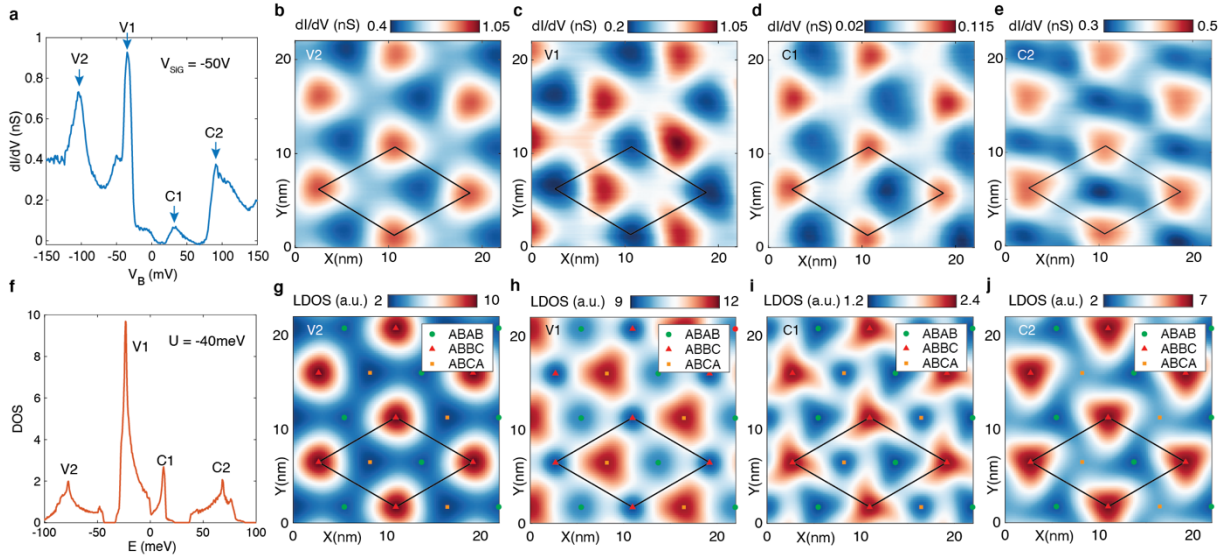 a
V2
V1
V_SiG = -50V
C1
C2
dI/dV (nS)
1
0.8
0.6
0.4
0.2
0
-150 -100 -50 0 50 100 150
V_B (mV)
b
dI/dV (nS) 0.4 1.05
V2
Y(nm)
20
10
0
0 10 20
X(nm)
c
dI/dV (nS) 0.2 1.05
V1
Y(nm)
20
10
0
0 10 20
X(nm)
d
dI/dV (nS) 0.02 0.115
C1
Y(nm)
20
10
0
0 10 20
X(nm)
e
dI/dV (nS) 0.3 0.5
C2
Y(nm)
20
10
0
0 10 20
X(nm)
f
U = -40meV
V1
V2
C1
C2
DOS
10
8
6
4
2
0
-100 -50 0 50 100
E (meV)
g
LDOS (a.u.) 2 10
V2
ABAB
ABBC
ABCA
Y(nm)
20
10
0
0 10 20
X(nm)
h
LDOS (a.u.) 9 12
V1
ABAB
ABBC
ABCA
Y(nm)
20
10
0
0 10 20
X(nm)
i
LDOS (a.u.) 1.2 2.4
C1
ABAB
ABBC
ABCA
Y(nm)
20
10
0
0 10 20
X(nm)
j
LDOS (a.u.) 2 7
C2
ABAB
ABBC
ABCA
Y(nm)
20
10
0
0 10 20
X(nm)